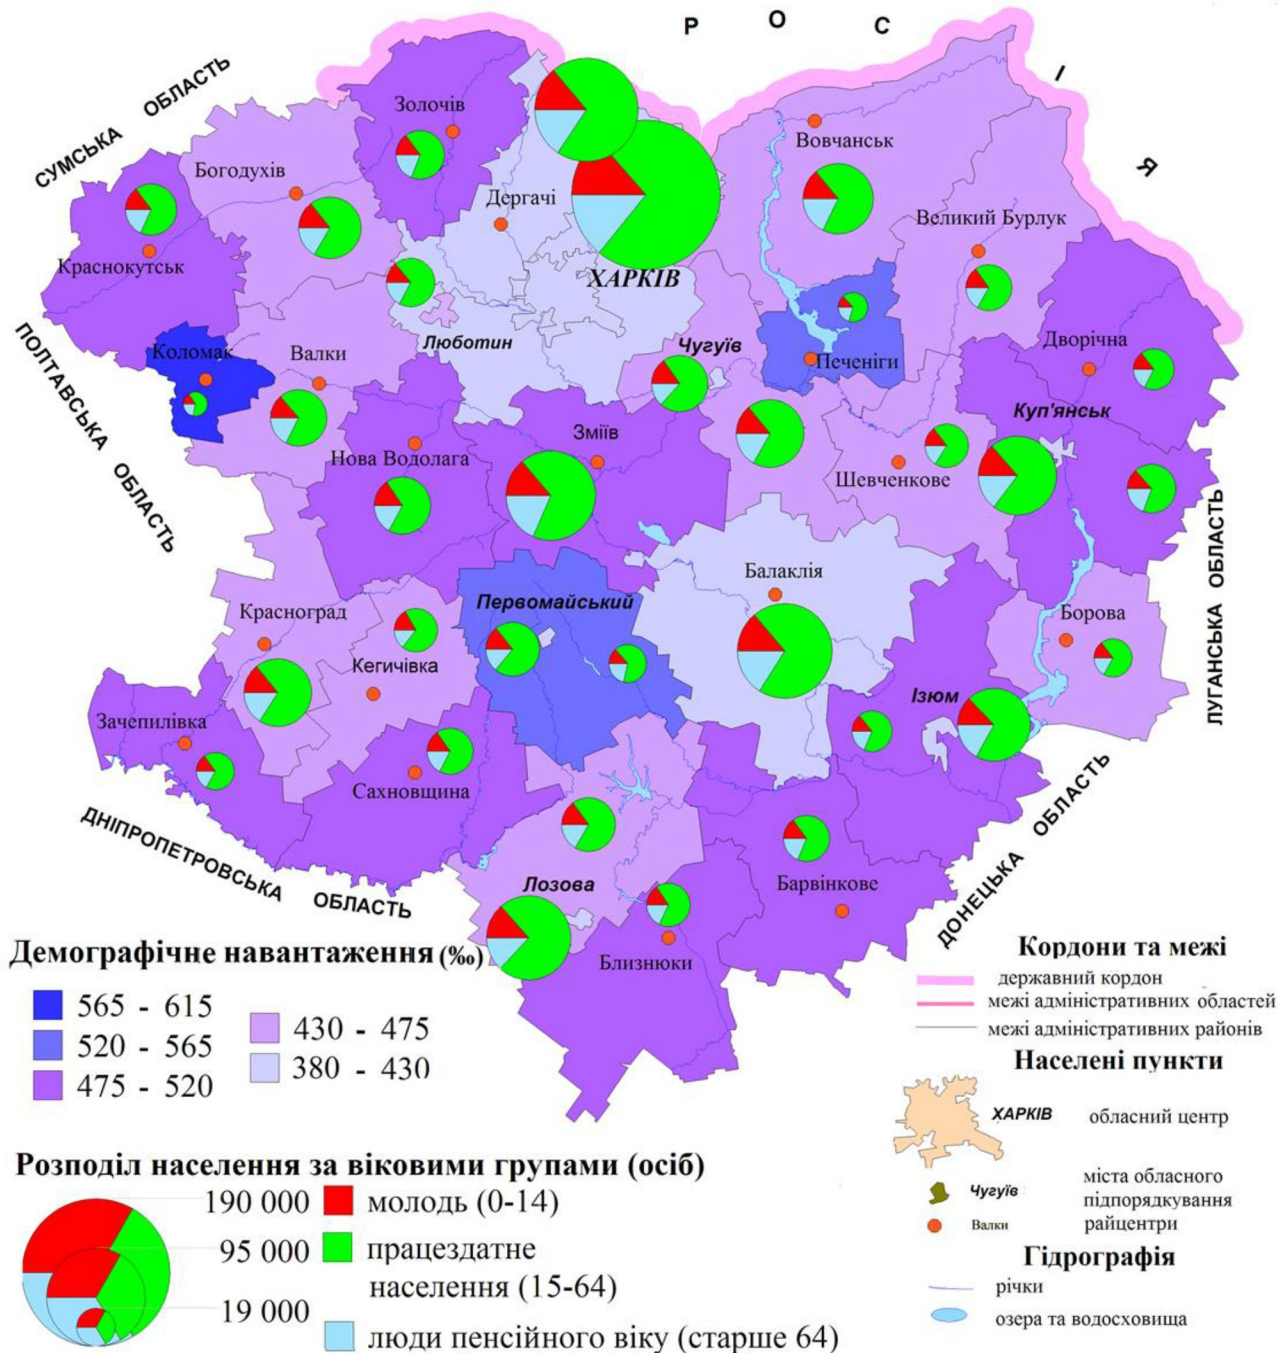 Р О С І Я
СУМСЬКА ОБЛАСТЬ
Золочів
Вовчанськ
Богодухів
Дергачі
Великий Бурлук
Краснокутськ
ХАРКІВ
ПОЛТАВСЬКА ОБЛАСТЬ
Люботин
Чугуїв
Коломак
Валки
Печеніги
Дворічна
Куп'янськ
Зміїв
Нова Водолага
Шевченкове
ЛУГАНСЬКА ОБЛАСТЬ
Балаклія
Первомайський
Красноград
Борова
Кегичівка
Ізюм
Зачепилівка
Сахновщина
ДНІПРОПЕТРОВСЬКА ОБЛАСТЬ
ДОНЕЦЬКА ОБЛАСТЬ
Лозова
Барвінкове
Близнюки
Демографічне навантаження (‰)
565 - 615
520 - 565
475 - 520
430 - 475
380 - 430
Розподіл населення за віковими групами (осіб)
190 000
95 000
19 000
молодь (0-14)
працездатне
населення (15-64)
люди пенсійного віку (старше 64)
Кордони та межі
державний кордон
межі адміністративних областей
межі адміністративних районів
Населені пункти
ХАРКІВ
обласний центр
Чугуїв
міста обласного
підпорядкування
Валки
райцентри
Гідрографія
річки
озера та водосховища